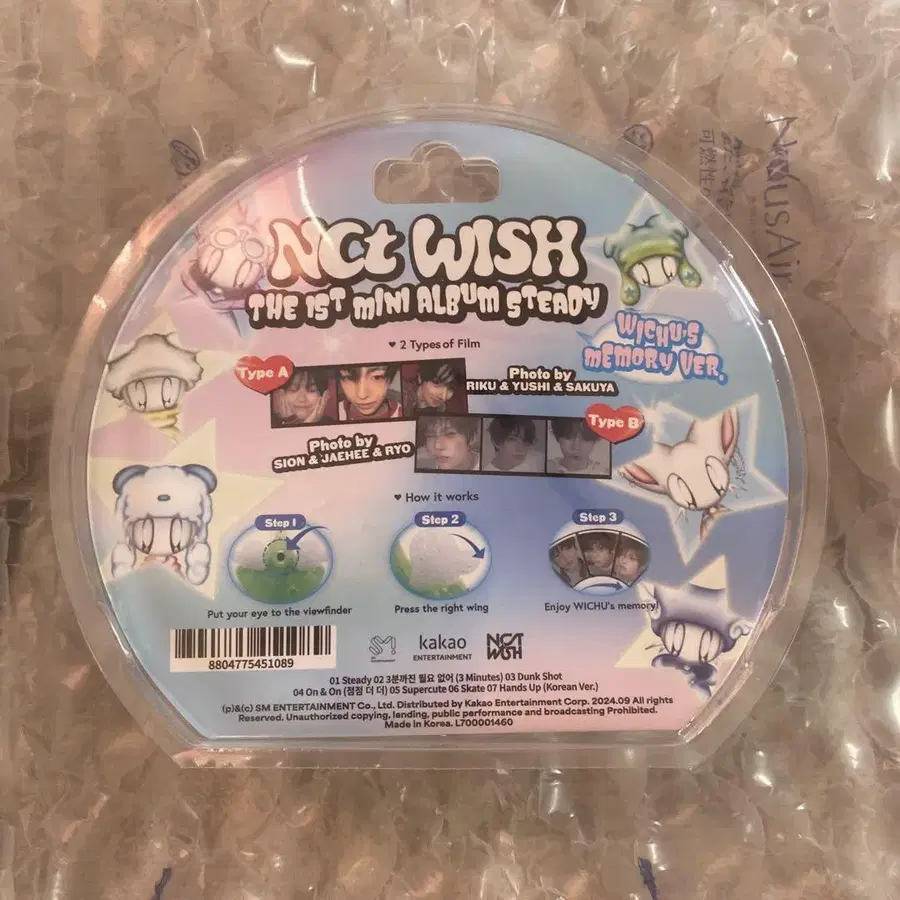 NCT WISH
THE 1ST MINI ALBUM STEADY
WICHU'S
MEMORY VER.
♥ 2 Types of Film
Type A
Photo by
RIKU & YUSHI & SAKUYA
Type B
Photo by
SION & JAEHEE & RYO
♥ How it works
Step 1
Step 2
Step 3
Put your eye to the viewfinder
Press the right wing
Enjoy WICHU's memory!
8804775451089
SM
kakao
ENTERTAINMENT
NCT
WISH
01 Steady 02 3분까진 필요 없어 (3 Minutes) 03 Dunk Shot
04 On & On (점점 더 더) 05 Supercute 06 Skate 07 Hands Up (Korean Ver.)
(p)&(c) SM ENTERTAINMENT Co., Ltd. Distributed by Kakao Entertainment Corp. 2024.09 All rights
Reserved. Unauthorized copying, lending, public performance and broadcasting Prohibited.
Made in Korea. L700001460
可燃性